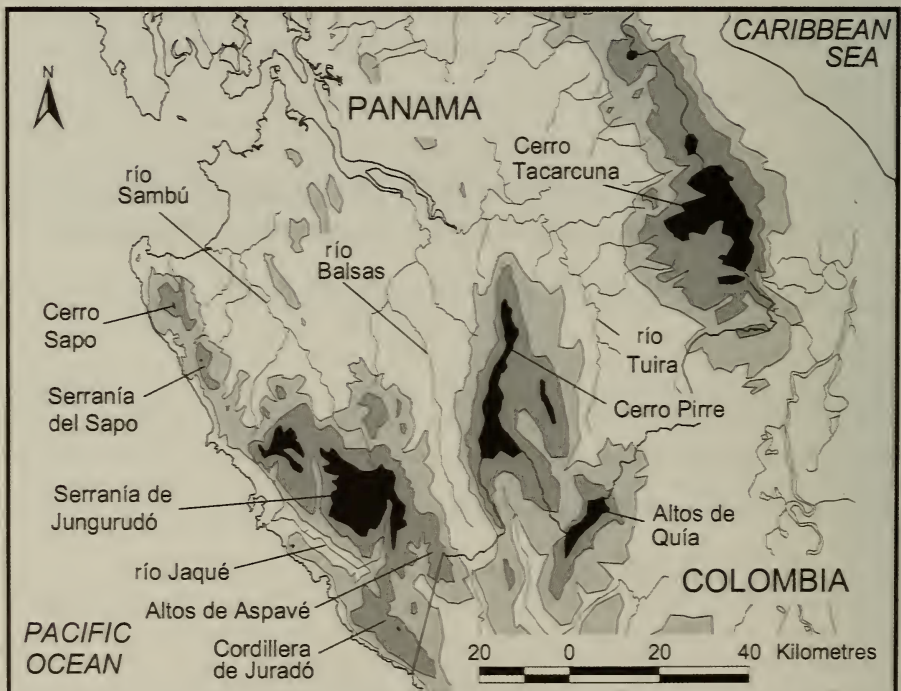 CARIBBEAN
SEA
N
PANAMA
Cerro
Tacarcuna
río
Sambú
río
Balsas
Cerro
Sapo
río
Tuira
Serranía
del Sapo
Cerro Pirre
Serranía de
Jungurudó
Altos de
Quía
río Jaqué
COLOMBIA
Altos de Aspavé
PACIFIC
OCEAN
Cordillera
de Juradó
20 0 20 40 Kilometres